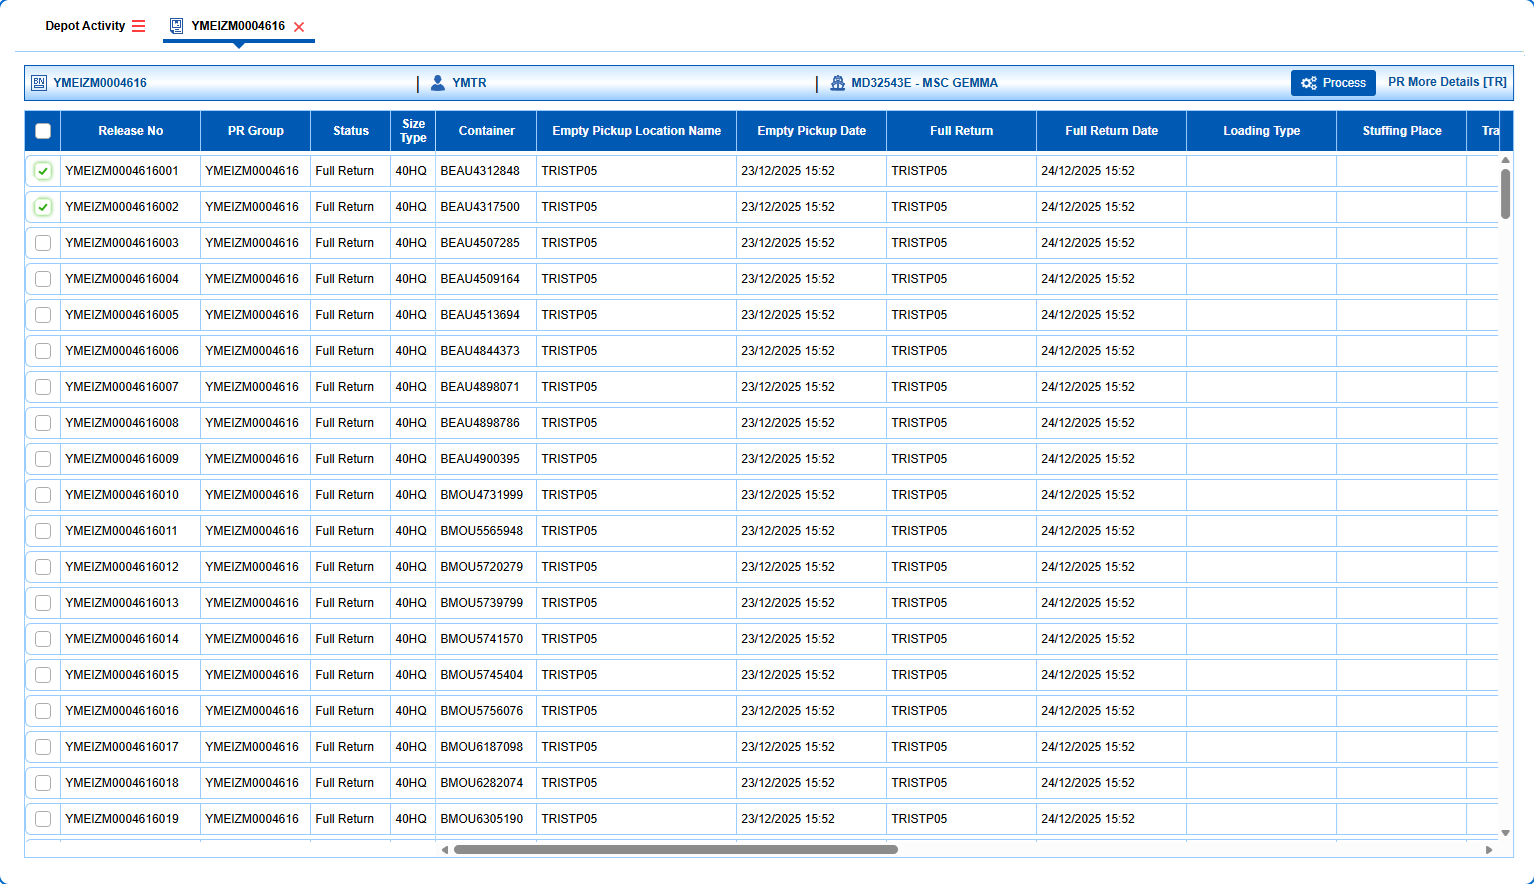 Depot Activity YMEIZM0004616
BN YMEIZM0004616 YMTR MD32543E - MSC GEMMA Process PR More Details [TR]
Release No PR Group Status Size Type Container Empty Pickup Location Name Empty Pickup Date Full Return Full Return Date Loading Type Stuffing Place Tra
YMEIZM0004616001 YMEIZM0004616 Full Return 40HQ BEAU4312848 TRISTP05 23/12/2025 15:52 TRISTP05 24/12/2025 15:52
YMEIZM0004616002 YMEIZM0004616 Full Return 40HQ BEAU4317500 TRISTP05 23/12/2025 15:52 TRISTP05 24/12/2025 15:52
YMEIZM0004616003 YMEIZM0004616 Full Return 40HQ BEAU4507285 TRISTP05 23/12/2025 15:52 TRISTP05 24/12/2025 15:52
YMEIZM0004616004 YMEIZM0004616 Full Return 40HQ BEAU4509164 TRISTP05 23/12/2025 15:52 TRISTP05 24/12/2025 15:52
YMEIZM0004616005 YMEIZM0004616 Full Return 40HQ BEAU4513694 TRISTP05 23/12/2025 15:52 TRISTP05 24/12/2025 15:52
YMEIZM0004616006 YMEIZM0004616 Full Return 40HQ BEAU4844373 TRISTP05 23/12/2025 15:52 TRISTP05 24/12/2025 15:52
YMEIZM0004616007 YMEIZM0004616 Full Return 40HQ BEAU4898071 TRISTP05 23/12/2025 15:52 TRISTP05 24/12/2025 15:52
YMEIZM0004616008 YMEIZM0004616 Full Return 40HQ BEAU4898786 TRISTP05 23/12/2025 15:52 TRISTP05 24/12/2025 15:52
YMEIZM0004616009 YMEIZM0004616 Full Return 40HQ BEAU4900395 TRISTP05 23/12/2025 15:52 TRISTP05 24/12/2025 15:52
YMEIZM0004616010 YMEIZM0004616 Full Return 40HQ BMOU4731999 TRISTP05 23/12/2025 15:52 TRISTP05 24/12/2025 15:52
YMEIZM0004616011 YMEIZM0004616 Full Return 40HQ BMOU5565948 TRISTP05 23/12/2025 15:52 TRISTP05 24/12/2025 15:52
YMEIZM0004616012 YMEIZM0004616 Full Return 40HQ BMOU5720279 TRISTP05 23/12/2025 15:52 TRISTP05 24/12/2025 15:52
YMEIZM0004616013 YMEIZM0004616 Full Return 40HQ BMOU5739799 TRISTP05 23/12/2025 15:52 TRISTP05 24/12/2025 15:52
YMEIZM0004616014 YMEIZM0004616 Full Return 40HQ BMOU5741570 TRISTP05 23/12/2025 15:52 TRISTP05 24/12/2025 15:52
YMEIZM0004616015 YMEIZM0004616 Full Return 40HQ BMOU5745404 TRISTP05 23/12/2025 15:52 TRISTP05 24/12/2025 15:52
YMEIZM0004616016 YMEIZM0004616 Full Return 40HQ BMOU5756076 TRISTP05 23/12/2025 15:52 TRISTP05 24/12/2025 15:52
YMEIZM0004616017 YMEIZM0004616 Full Return 40HQ BMOU6187098 TRISTP05 23/12/2025 15:52 TRISTP05 24/12/2025 15:52
YMEIZM0004616018 YMEIZM0004616 Full Return 40HQ BMOU6282074 TRISTP05 23/12/2025 15:52 TRISTP05 24/12/2025 15:52
YMEIZM0004616019 YMEIZM0004616 Full Return 40HQ BMOU6305190 TRISTP05 23/12/2025 15:52 TRISTP05 24/12/2025 15:52